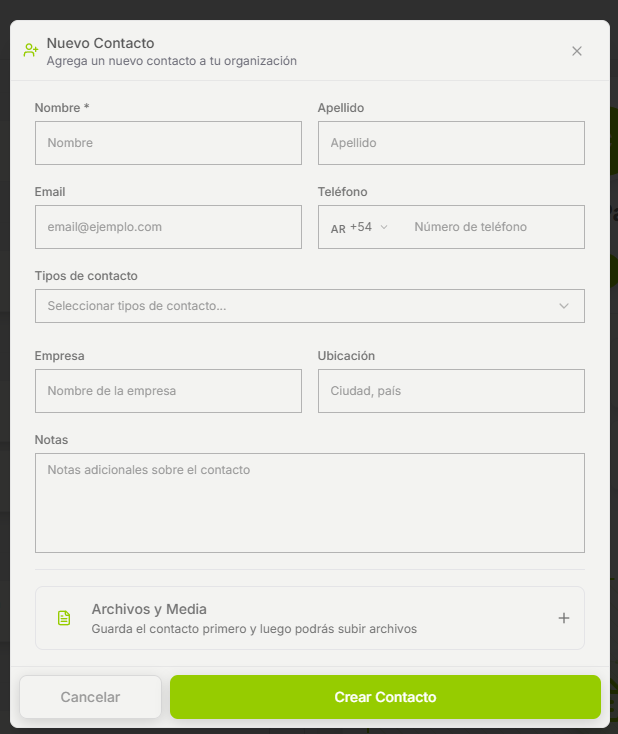 Nuevo Contacto
Agrega un nuevo contacto a tu organización
Nombre * Apellido
Nombre Apellido
Email Teléfono
email@ejemplo.com AR +54 Número de teléfono
Tipos de contacto
Seleccionar tipos de contacto...
Empresa Ubicación
Nombre de la empresa Ciudad, país
Notas
Notas adicionales sobre el contacto
Archivos y Media
Guarda el contacto primero y luego podrás subir archivos
Cancelar Crear Contacto